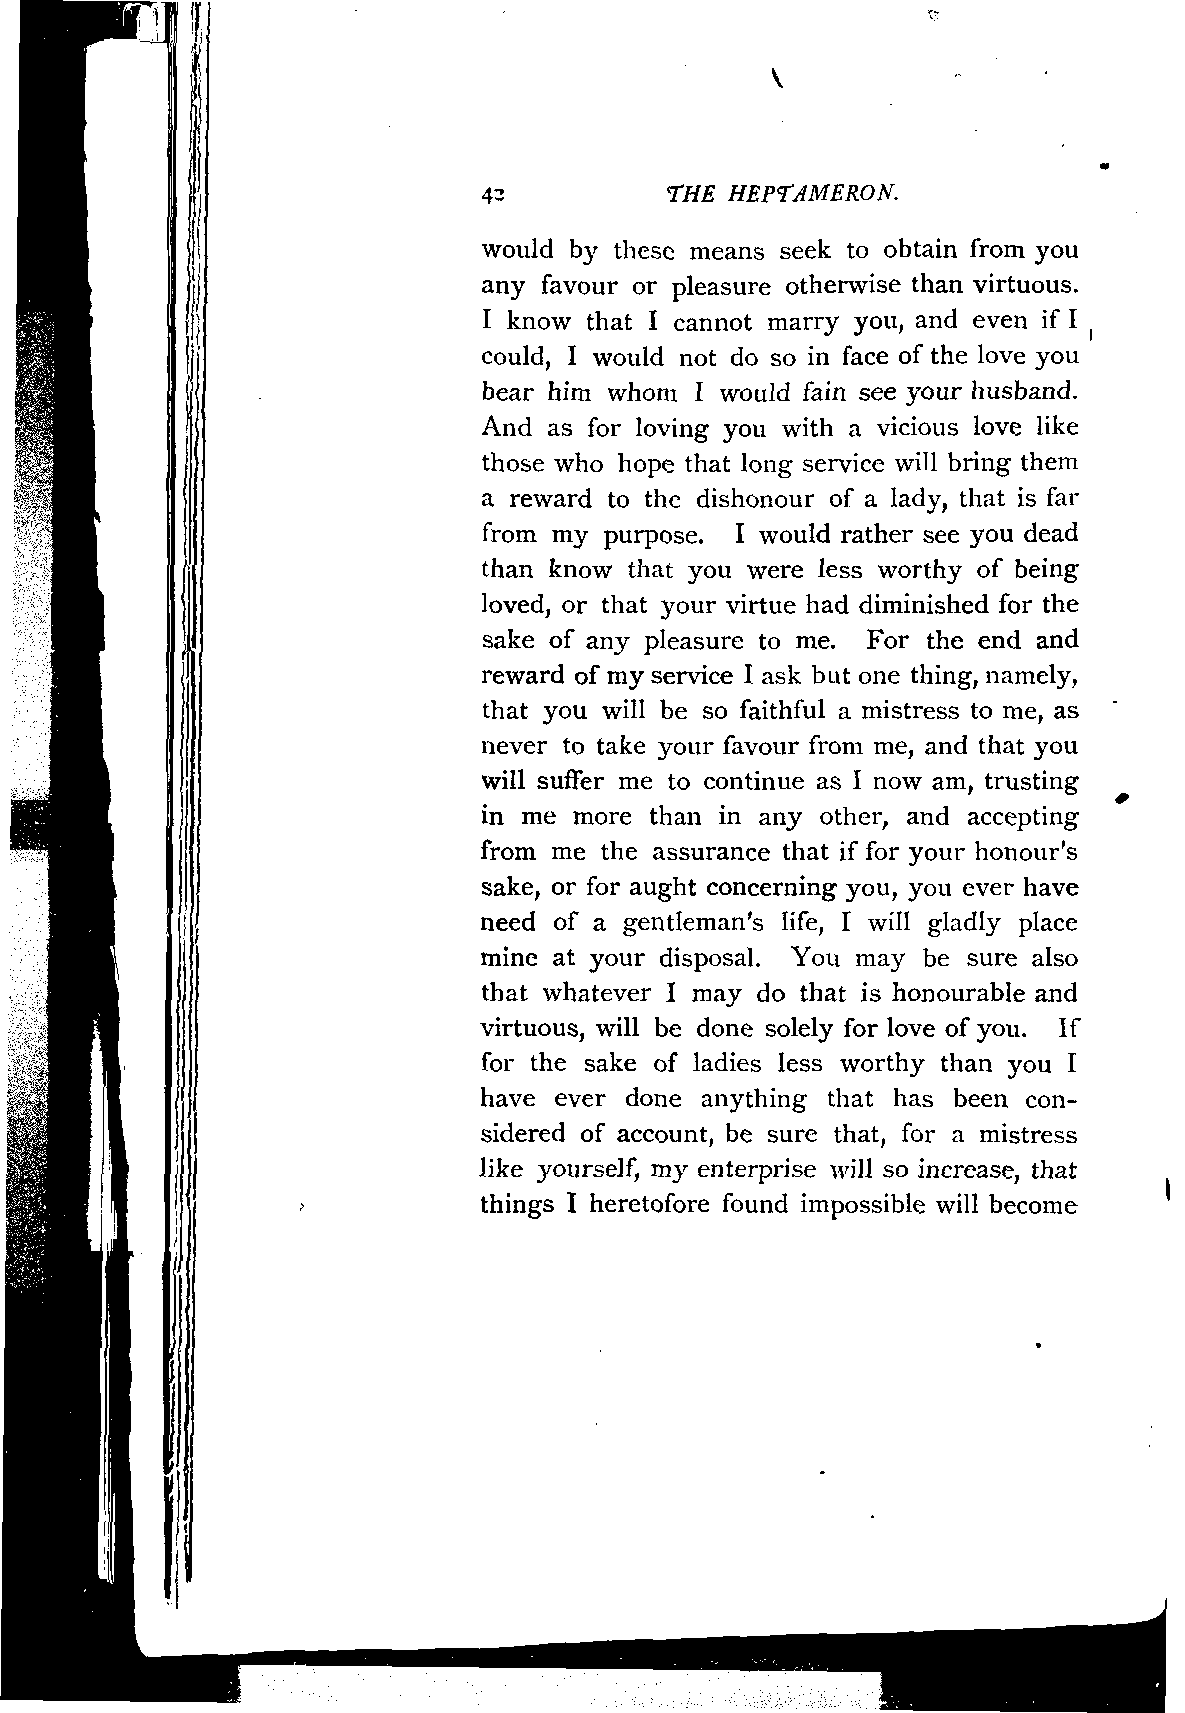 42 THE HEPTAMERON.
would by these means seek to obtain from you
any favour or pleasure otherwise than virtuous.
I know that I cannot marry you, and even if I
could, I would not do so in face of the love you
bear him whom I would fain see your husband.
And as for loving you with a vicious love like
those who hope that long service will bring them
a reward to the dishonour of a lady, that is far
from my purpose. I would rather see you dead
than know that you were less worthy of being
loved, or that your virtue had diminished for the
sake of any pleasure to me. For the end and
reward of my service I ask but one thing, namely,
that you will be so faithful a mistress to me, as
never to take your favour from me, and that you
will suffer me to continue as I now am, trusting
in me more than in any other, and accepting
from me the assurance that if for your honour's
sake, or for aught concerning you, you ever have
need of a gentleman's life, I will gladly place
mine at your disposal. You may be sure also
that whatever I may do that is honourable and
virtuous, will be done solely for love of you. If
for the sake of ladies less worthy than you I
have ever done anything that has been con-
sidered of account, be sure that, for a mistress
like yourself, my enterprise will so increase, that
things I heretofore found impossible will become